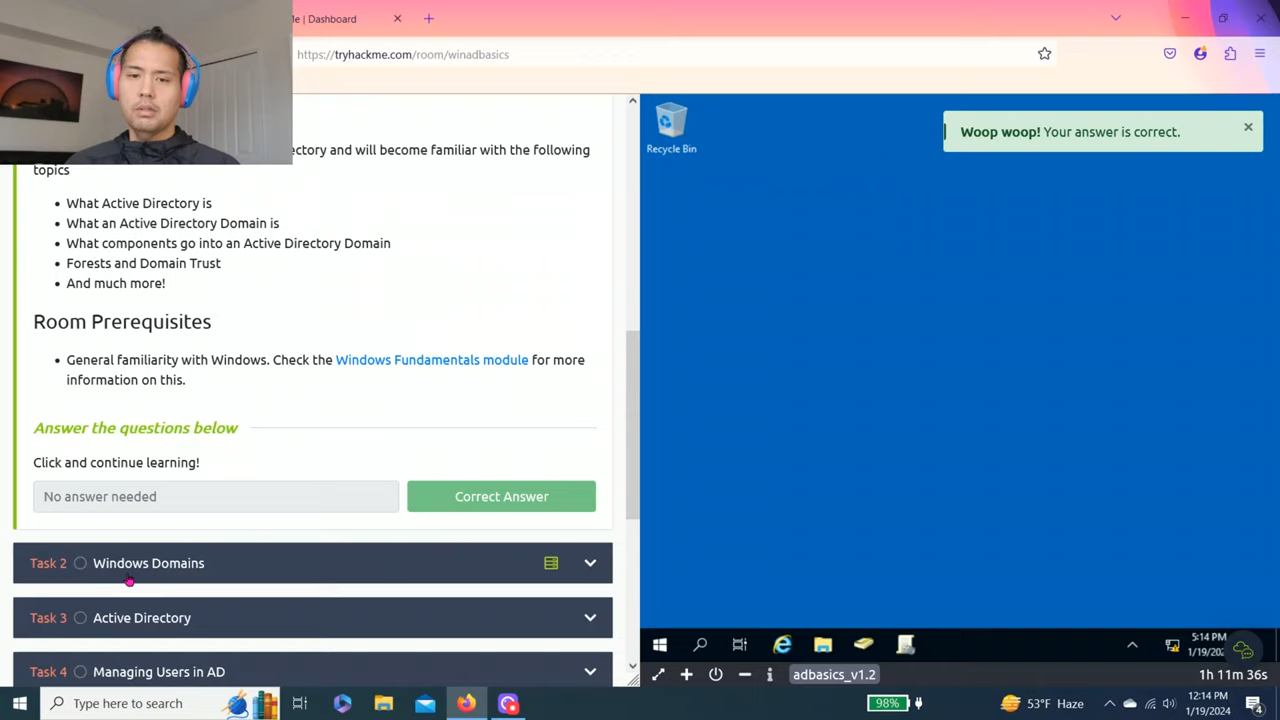 Me | Dashboard
https://tryhackme.com/room/winadbasics
ectory and will become familiar with the following
topics
• What Active Directory is
• What an Active Directory Domain is
• What components go into an Active Directory Domain
• Forests and Domain Trust
• And much more!
Room Prerequisites
• General familiarity with Windows. Check the Windows Fundamentals module for more
information on this.
Answer the questions below
Click and continue learning!
No answer needed
Correct Answer
Task 2 Windows Domains
Task 3 Active Directory
Task 4 Managing Users in AD
Recycle Bin
Woop woop! Your answer is correct.
5:14 PM
1/19/20
adbasics_v1.2
1h 11m 36s
Type here to search
98%
53°F Haze
12:14 PM
1/19/2024
4